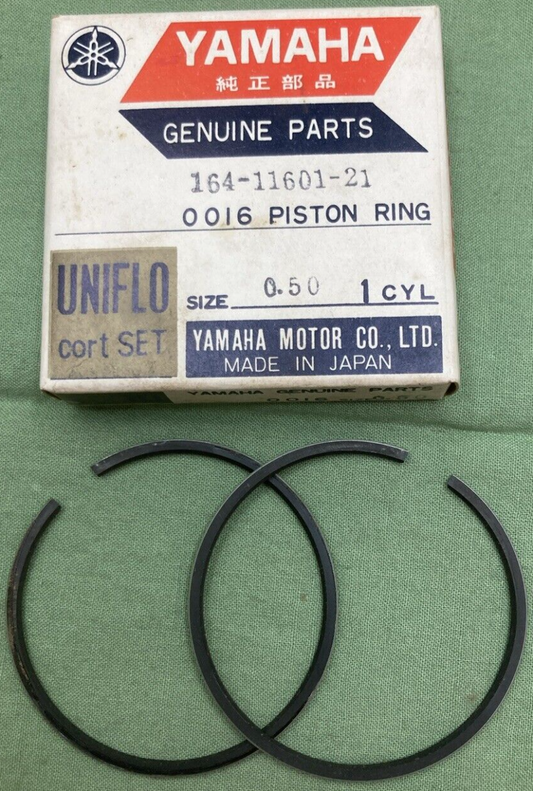 YAMAHA
純正部品
GENUINE PARTS
164-11601-21
0016 PISTON RING
UNIFLO
cort SET
SIZE 0.50 1 CYL
YAMAHA MOTOR CO., LTD.
MADE IN JAPAN
YAMAHA GENUINE PARTS
0016